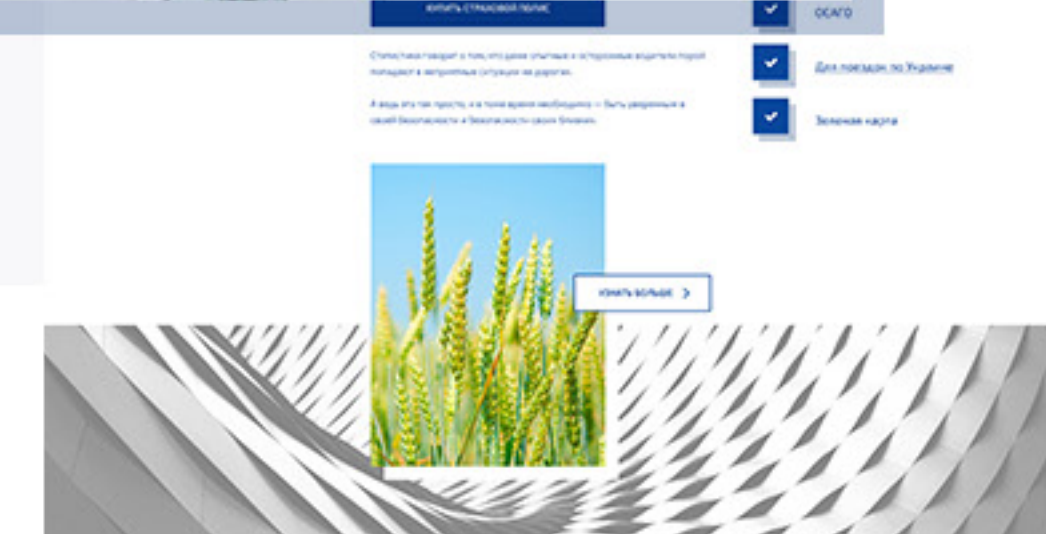 КУПИТЬ СТРАХОВОЙ ПОЛИС
Статистика говорит о том, что даже опытные и осторожные водители порой
попадают в неприятные ситуации на дорогах.
А ведь это так просто, и в тоже время необходимо — быть уверенным в
своей безопасности и безопасности своих близких.
УЗНАТЬ БОЛЬШЕ
ОСАГО
Для поездок по Украине
Зеленая карта